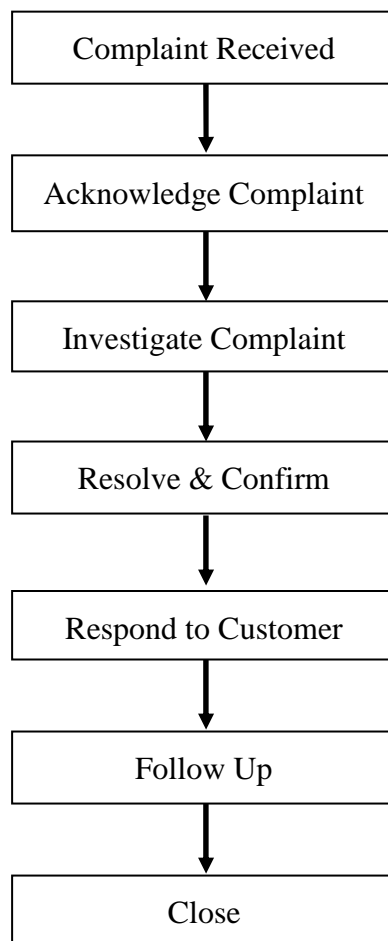 Complaint Received
Acknowledge Complaint
Investigate Complaint
Resolve & Confirm
Respond to Customer
Follow Up
Close